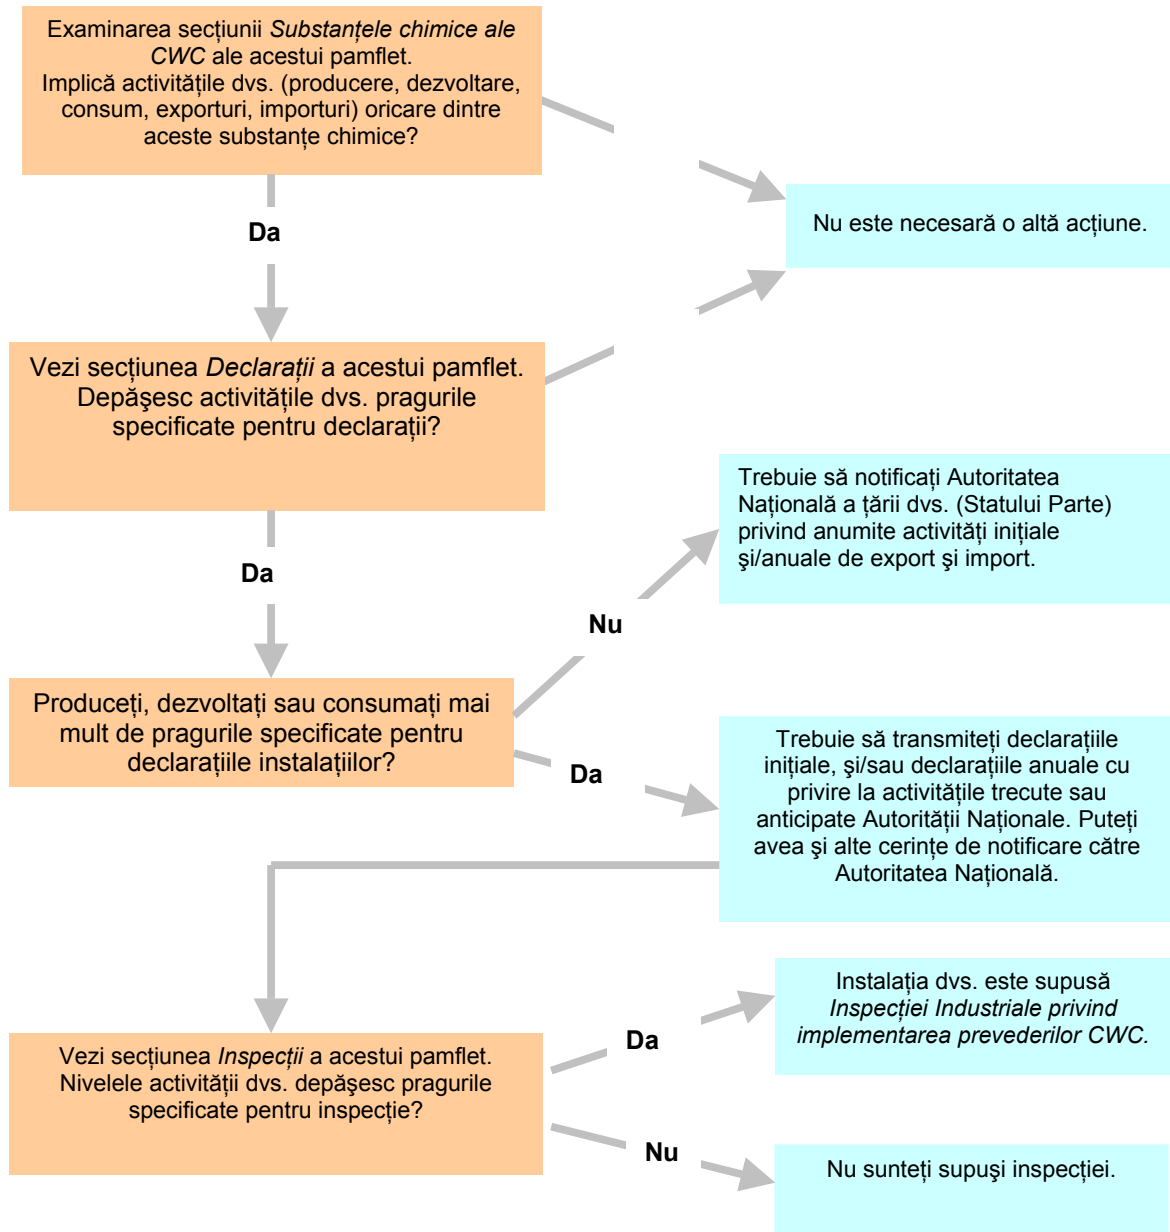 Examinarea secțiunii Substanțele chimice ale
CWC ale acestui pamflet.
Implică activitățile dvs. (producere, dezvoltare,
consum, exporturi, importuri) oricare dintre
aceste substanțe chimice?
Nu este necesară o altă acțiune.
Da
Vezi secțiunea Declarații a acestui pamflet.
Depăşesc activitățile dvs. pragurile
specificate pentru declarații?
Trebuie să notificați Autoritatea
Națională a țării dvs. (Statului Parte)
privind anumite activități inițiale
şi/anuale de export şi import.
Da
Nu
Produceți, dezvoltați sau consumați mai
mult de pragurile specificate pentru
declarațiile instalațiilor?
Da
Trebuie să transmiteți declarațiile
inițiale, şi/sau declarațiile anuale cu
privire la activitățile trecute sau
anticipate Autorității Naționale. Puteți
avea şi alte cerințe de notificare către
Autoritatea Națională.
Vezi secțiunea Inspecții a acestui pamflet.
Nivelele activității dvs. depăşesc pragurile
specificate pentru inspecție?
Da
Instalația dvs. este supusă
Inspecției Industriale privind
implementarea prevederilor CWC.
Nu
Nu sunteți supuşi inspecției.